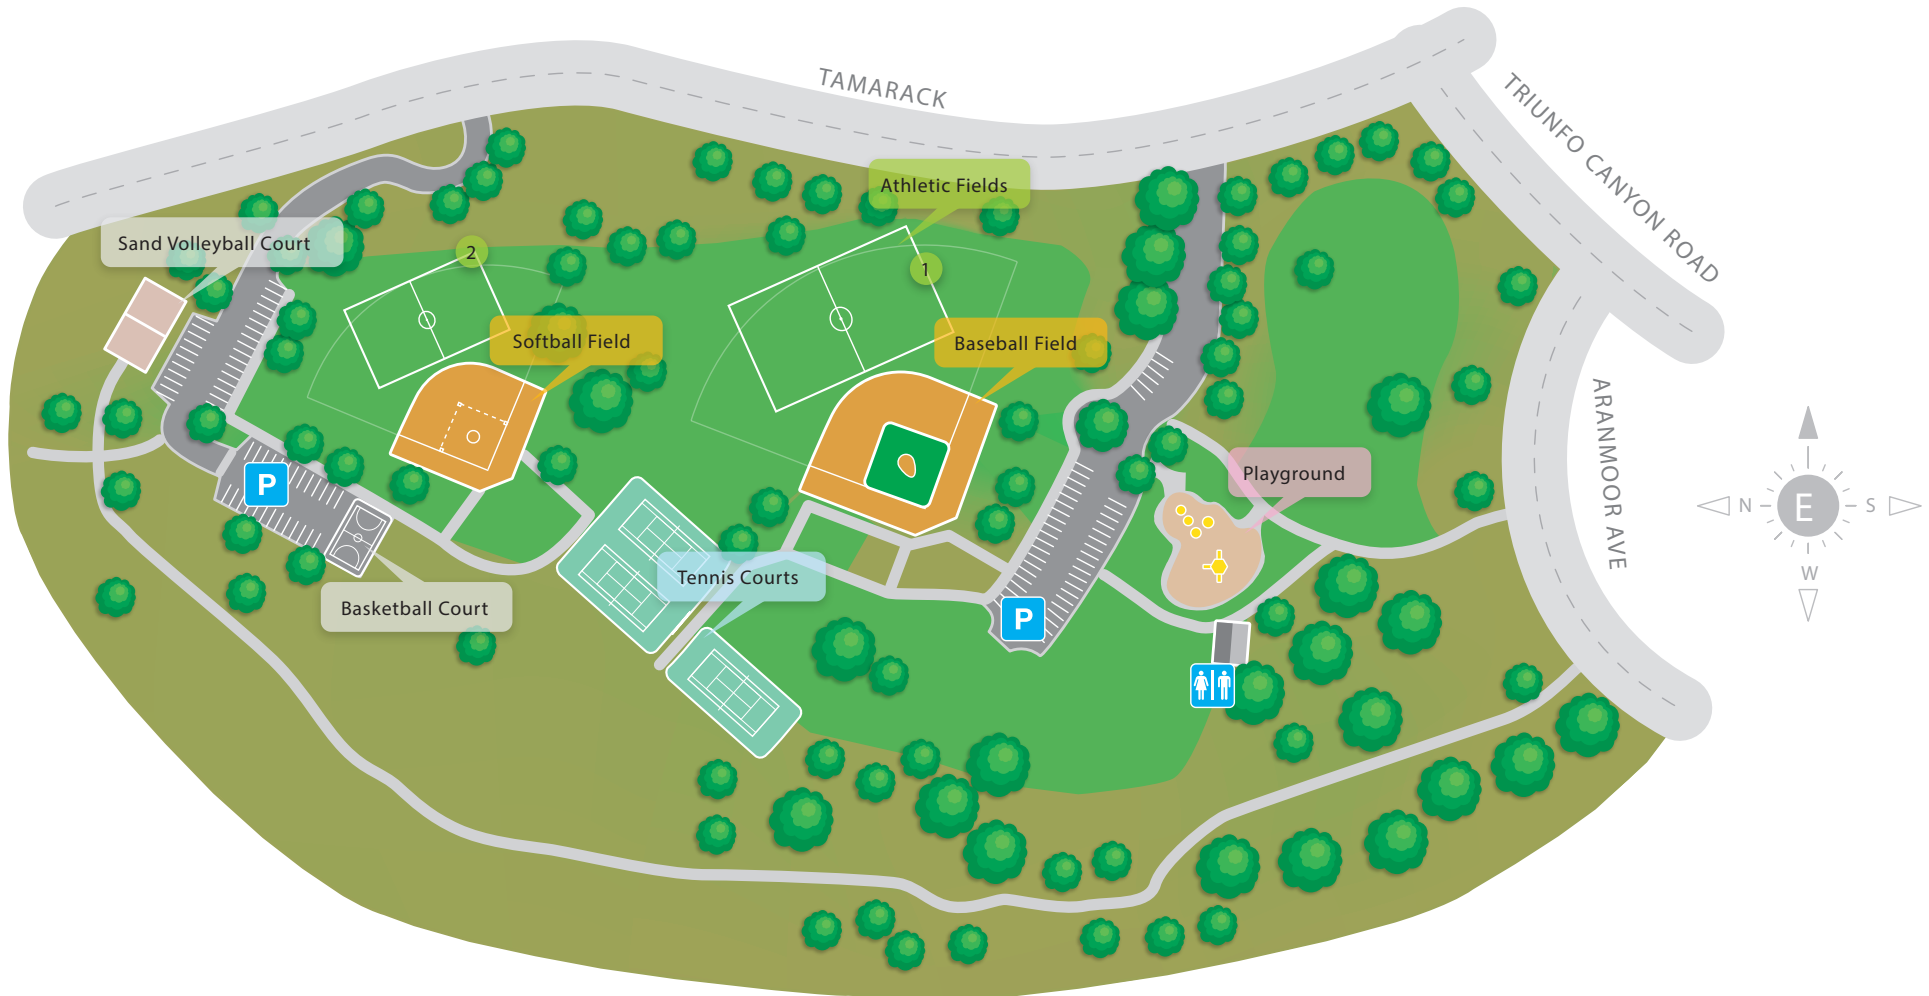 TAMARACK
TRIUNFO CANYON ROAD
Athletic Fields
Sand Volleyball Court
2
1
Softball Field
Baseball Field
ARANMOOR AVE
Playground
P
N
E
S
W
Tennis Courts
Basketball Court
P